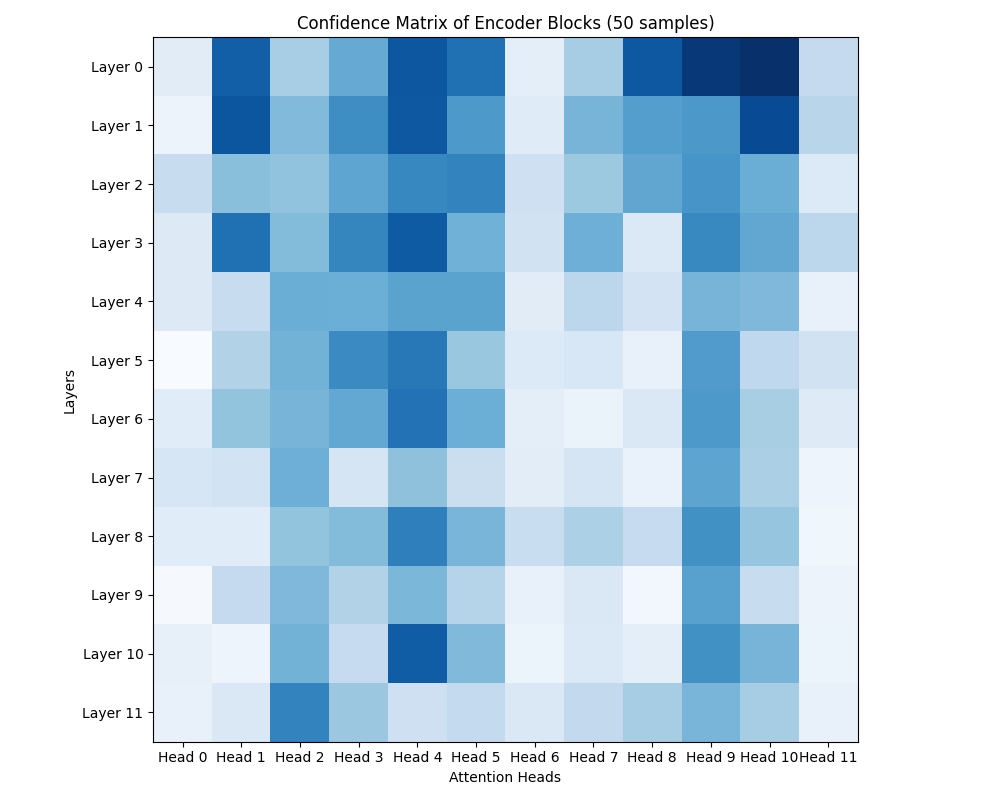 Confidence Matrix of Encoder Blocks (50 samples)
Layer 0
Layer 1
Layer 2
Layer 3
Layer 4
Layer 5
Layer 6
Layer 7
Layer 8
Layer 9
Layer 10
Layer 11
Layers
Head 0 Head 1 Head 2 Head 3 Head 4 Head 5 Head 6 Head 7 Head 8 Head 9 Head 10 Head 11
Attention Heads